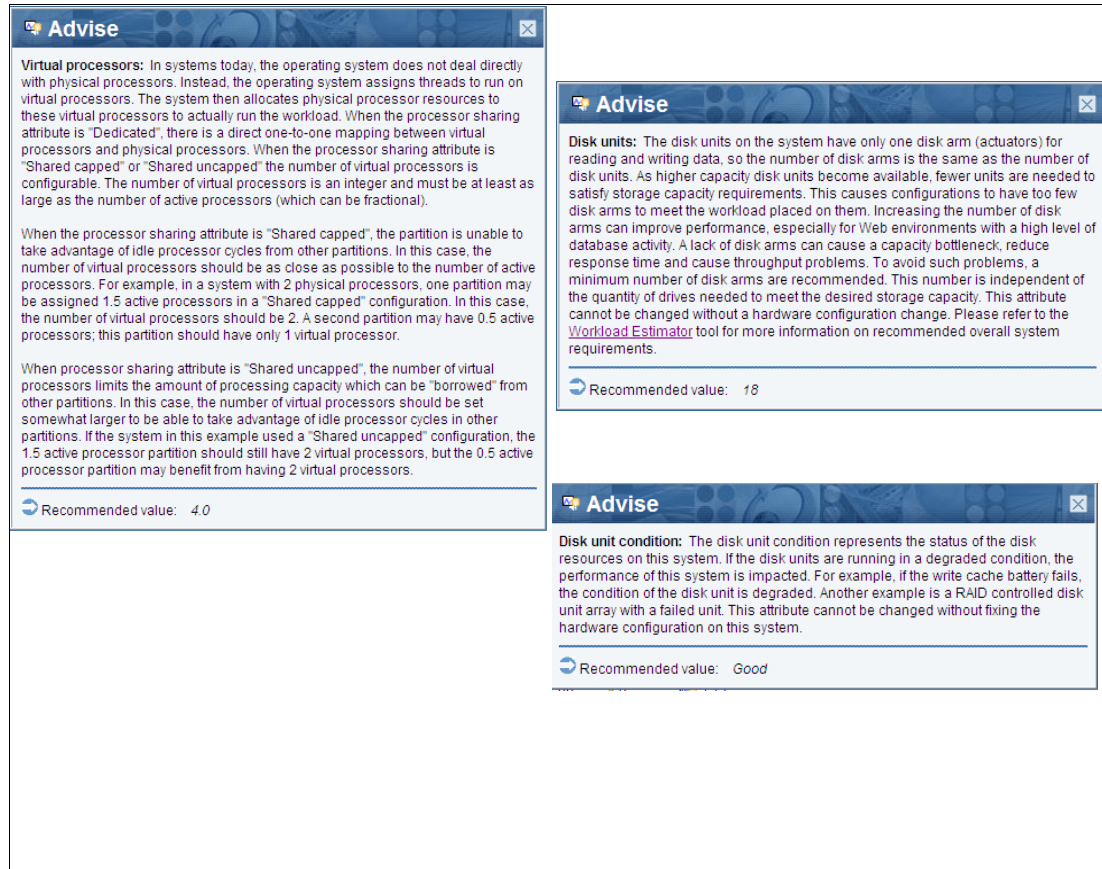 Advise
Virtual processors: In systems today, the operating system does not deal directly
with physical processors. Instead, the operating system assigns threads to run on
virtual processors. The system then allocates physical processor resources to
these virtual processors to actually run the workload. When the processor sharing
attribute is "Dedicated", there is a direct one-to-one mapping between virtual
processors and physical processors. When the processor sharing attribute is
"Shared capped" or "Shared uncapped" the number of virtual processors is
configurable. The number of virtual processors is an integer and must be at least as
large as the number of active processors (which can be fractional).
When the processor sharing attribute is "Shared capped", the partition is unable to
take advantage of idle processor cycles from other partitions. In this case, the
number of virtual processors should be as close as possible to the number of active
processors. For example, in a system with 2 physical processors, one partition may
be assigned 1.5 active processors in a "Shared capped" configuration. In this case,
the number of virtual processors should be 2. A second partition may have 0.5 active
processors; this partition should have only 1 virtual processor.
When processor sharing attribute is "Shared uncapped", the number of virtual
processors limits the amount of processing capacity which can be "borrowed" from
other partitions. In this case, the number of virtual processors should be set
somewhat larger to be able to take advantage of idle processor cycles in other
partitions. If the system in this example used a "Shared uncapped" configuration, the
1.5 active processor partition should still have 2 virtual processors, but the 0.5 active
processor partition may benefit from having 2 virtual processors.
Recommended value: 4.0
Advise
Disk units: The disk units on the system have only one disk arm (actuators) for
reading and writing data, so the number of disk arms is the same as the number of
disk units. As higher capacity disk units become available, fewer units are needed to
satisfy storage capacity requirements. This causes configurations to have too few
disk arms to meet the workload placed on them. Increasing the number of disk
arms can improve performance, especially for Web environments with a high level of
database activity. A lack of disk arms can cause a capacity bottleneck, reduce
response time and cause throughput problems. To avoid such problems, a
minimum number of disk arms are recommended. This number is independent of
the quantity of drives needed to meet the desired storage capacity. This attribute
cannot be changed without a hardware configuration change. Please refer to the
Workload Estimator tool for more information on recommended overall system
requirements.
Recommended value: 18
Advise
Disk unit condition: The disk unit condition represents the status of the disk
resources on this system. If the disk units are running in a degraded condition, the
performance of this system is impacted. For example, if the write cache battery fails,
the condition of the disk unit is degraded. Another example is a RAID controlled disk
unit array with a failed unit. This attribute cannot be changed without fixing the
hardware configuration on this system.
Recommended value: Good